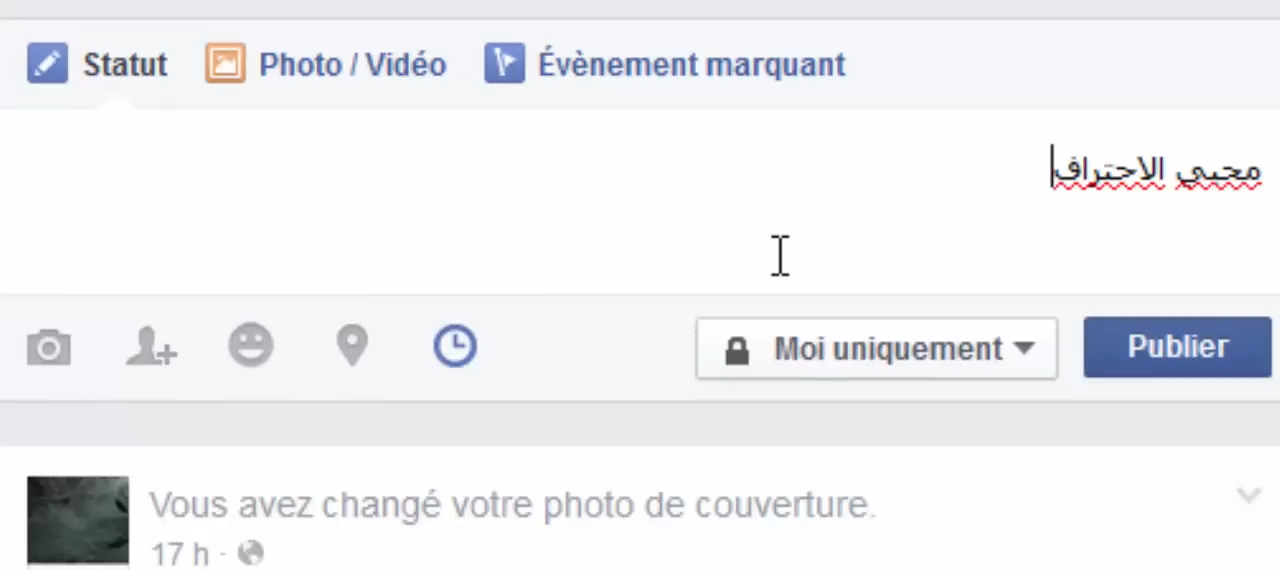 Statut Photo / Vidéo Évènement marquant
محبي الاحتراف
Moi uniquement Publier
Vous avez changé votre photo de couverture.
17 h ·